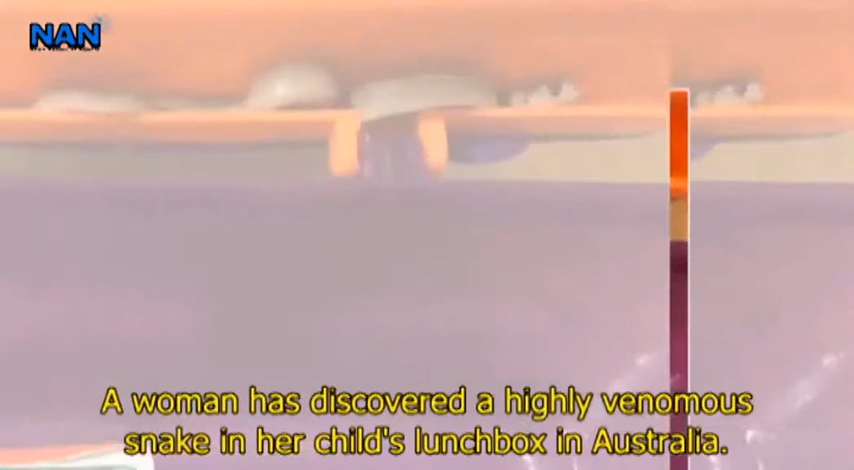 NAN
A woman has discovered a highly venomous
snake in her child's lunchbox in Australia.